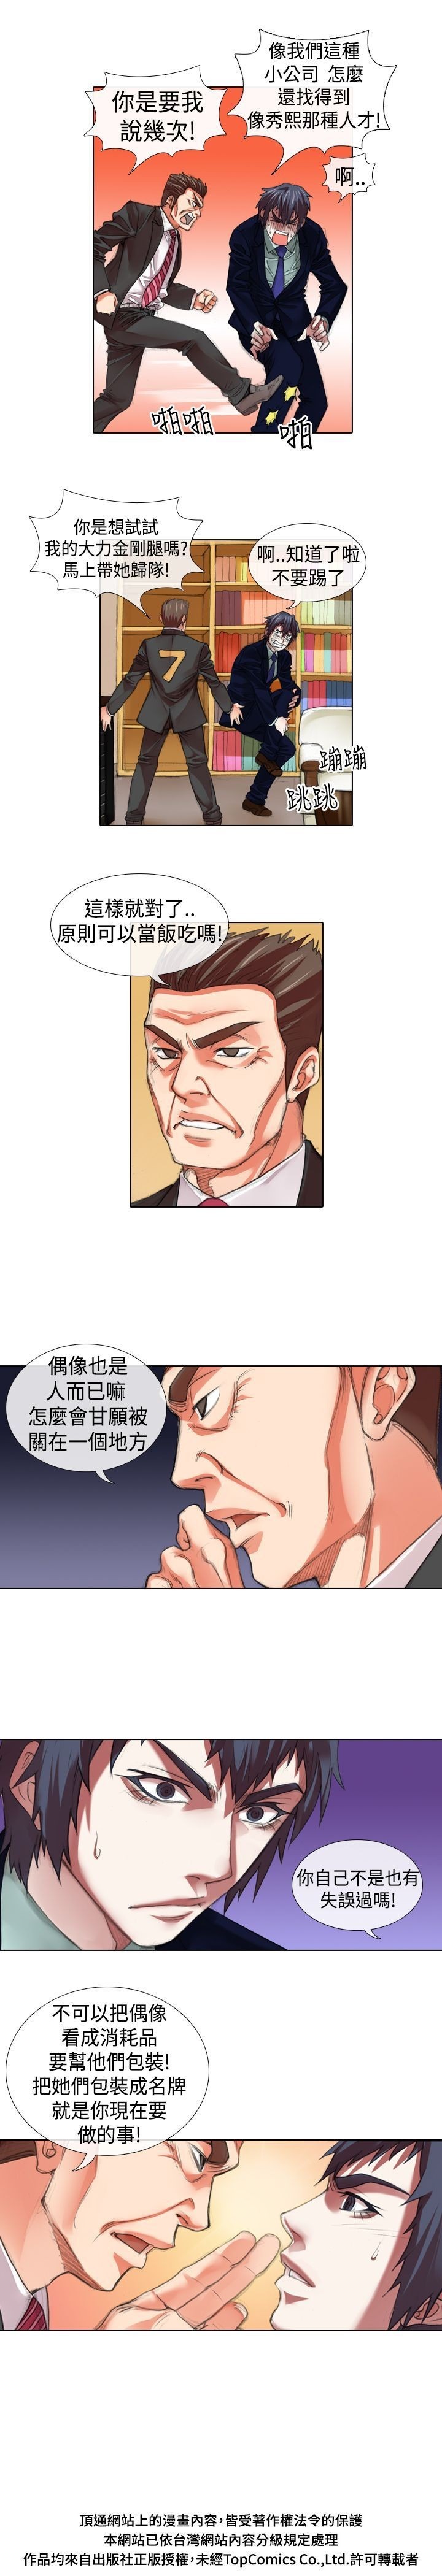 你是要我
說幾次!
像我們這種
小公司 怎麼
還找得到
像秀熙那種人才!
啊..
啪啪
啪
你是想試試
我的大力金剛腿嗎?
馬上帶她歸隊!
啊..知道了啦
不要踢了
7
蹦蹦
跳跳
這樣就對了..
原則可以當飯吃嗎!
偶像也是
人而已嘛
怎麼會甘願被
關在一個地方
你自己不是也有
失誤過嗎!
不可以把偶像
看成消耗品
要幫他們包裝!
把她們包裝成名牌
就是你現在要
做的事!
頂通網站上的漫畫內容，皆受著作權法令的保護
本網站已依台灣網站內容分級規定處理
作品均來自出版社正版授權，未經TopComics Co.,Ltd.許可轉載者